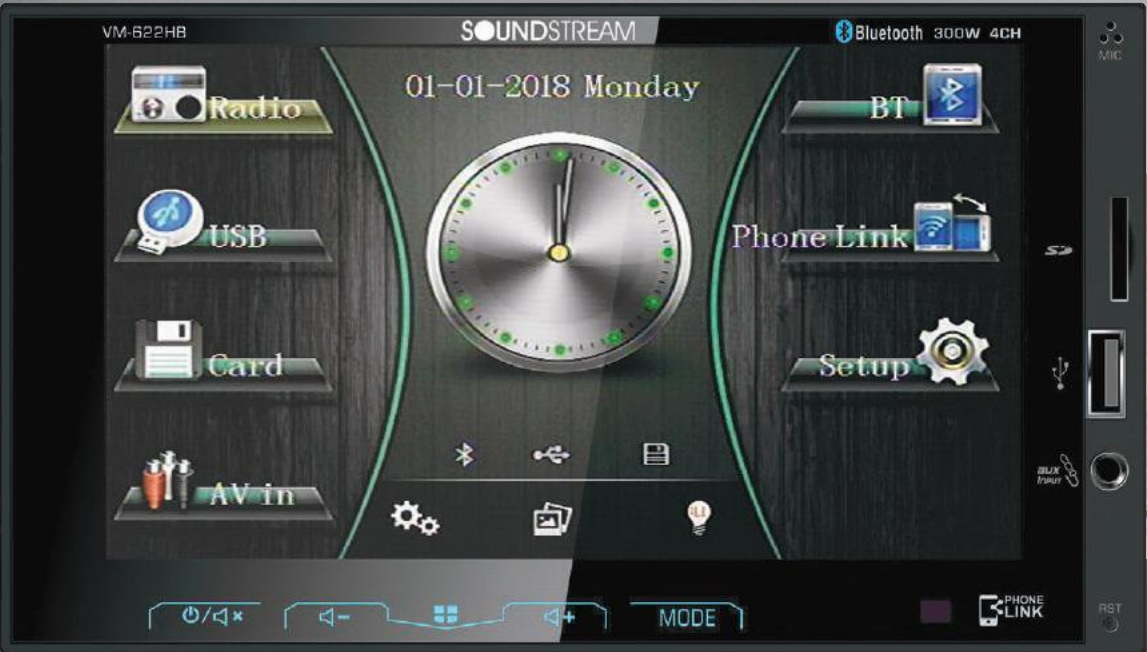 VM-622HB
SOUNDSTREAM
Bluetooth 300W 4CH
MIC
01-01-2018 Monday
Radio
BT
USB
Phone Link
Card
Setup
AV in
AUX
INPUT
MODE
PHONE
LINK
RST